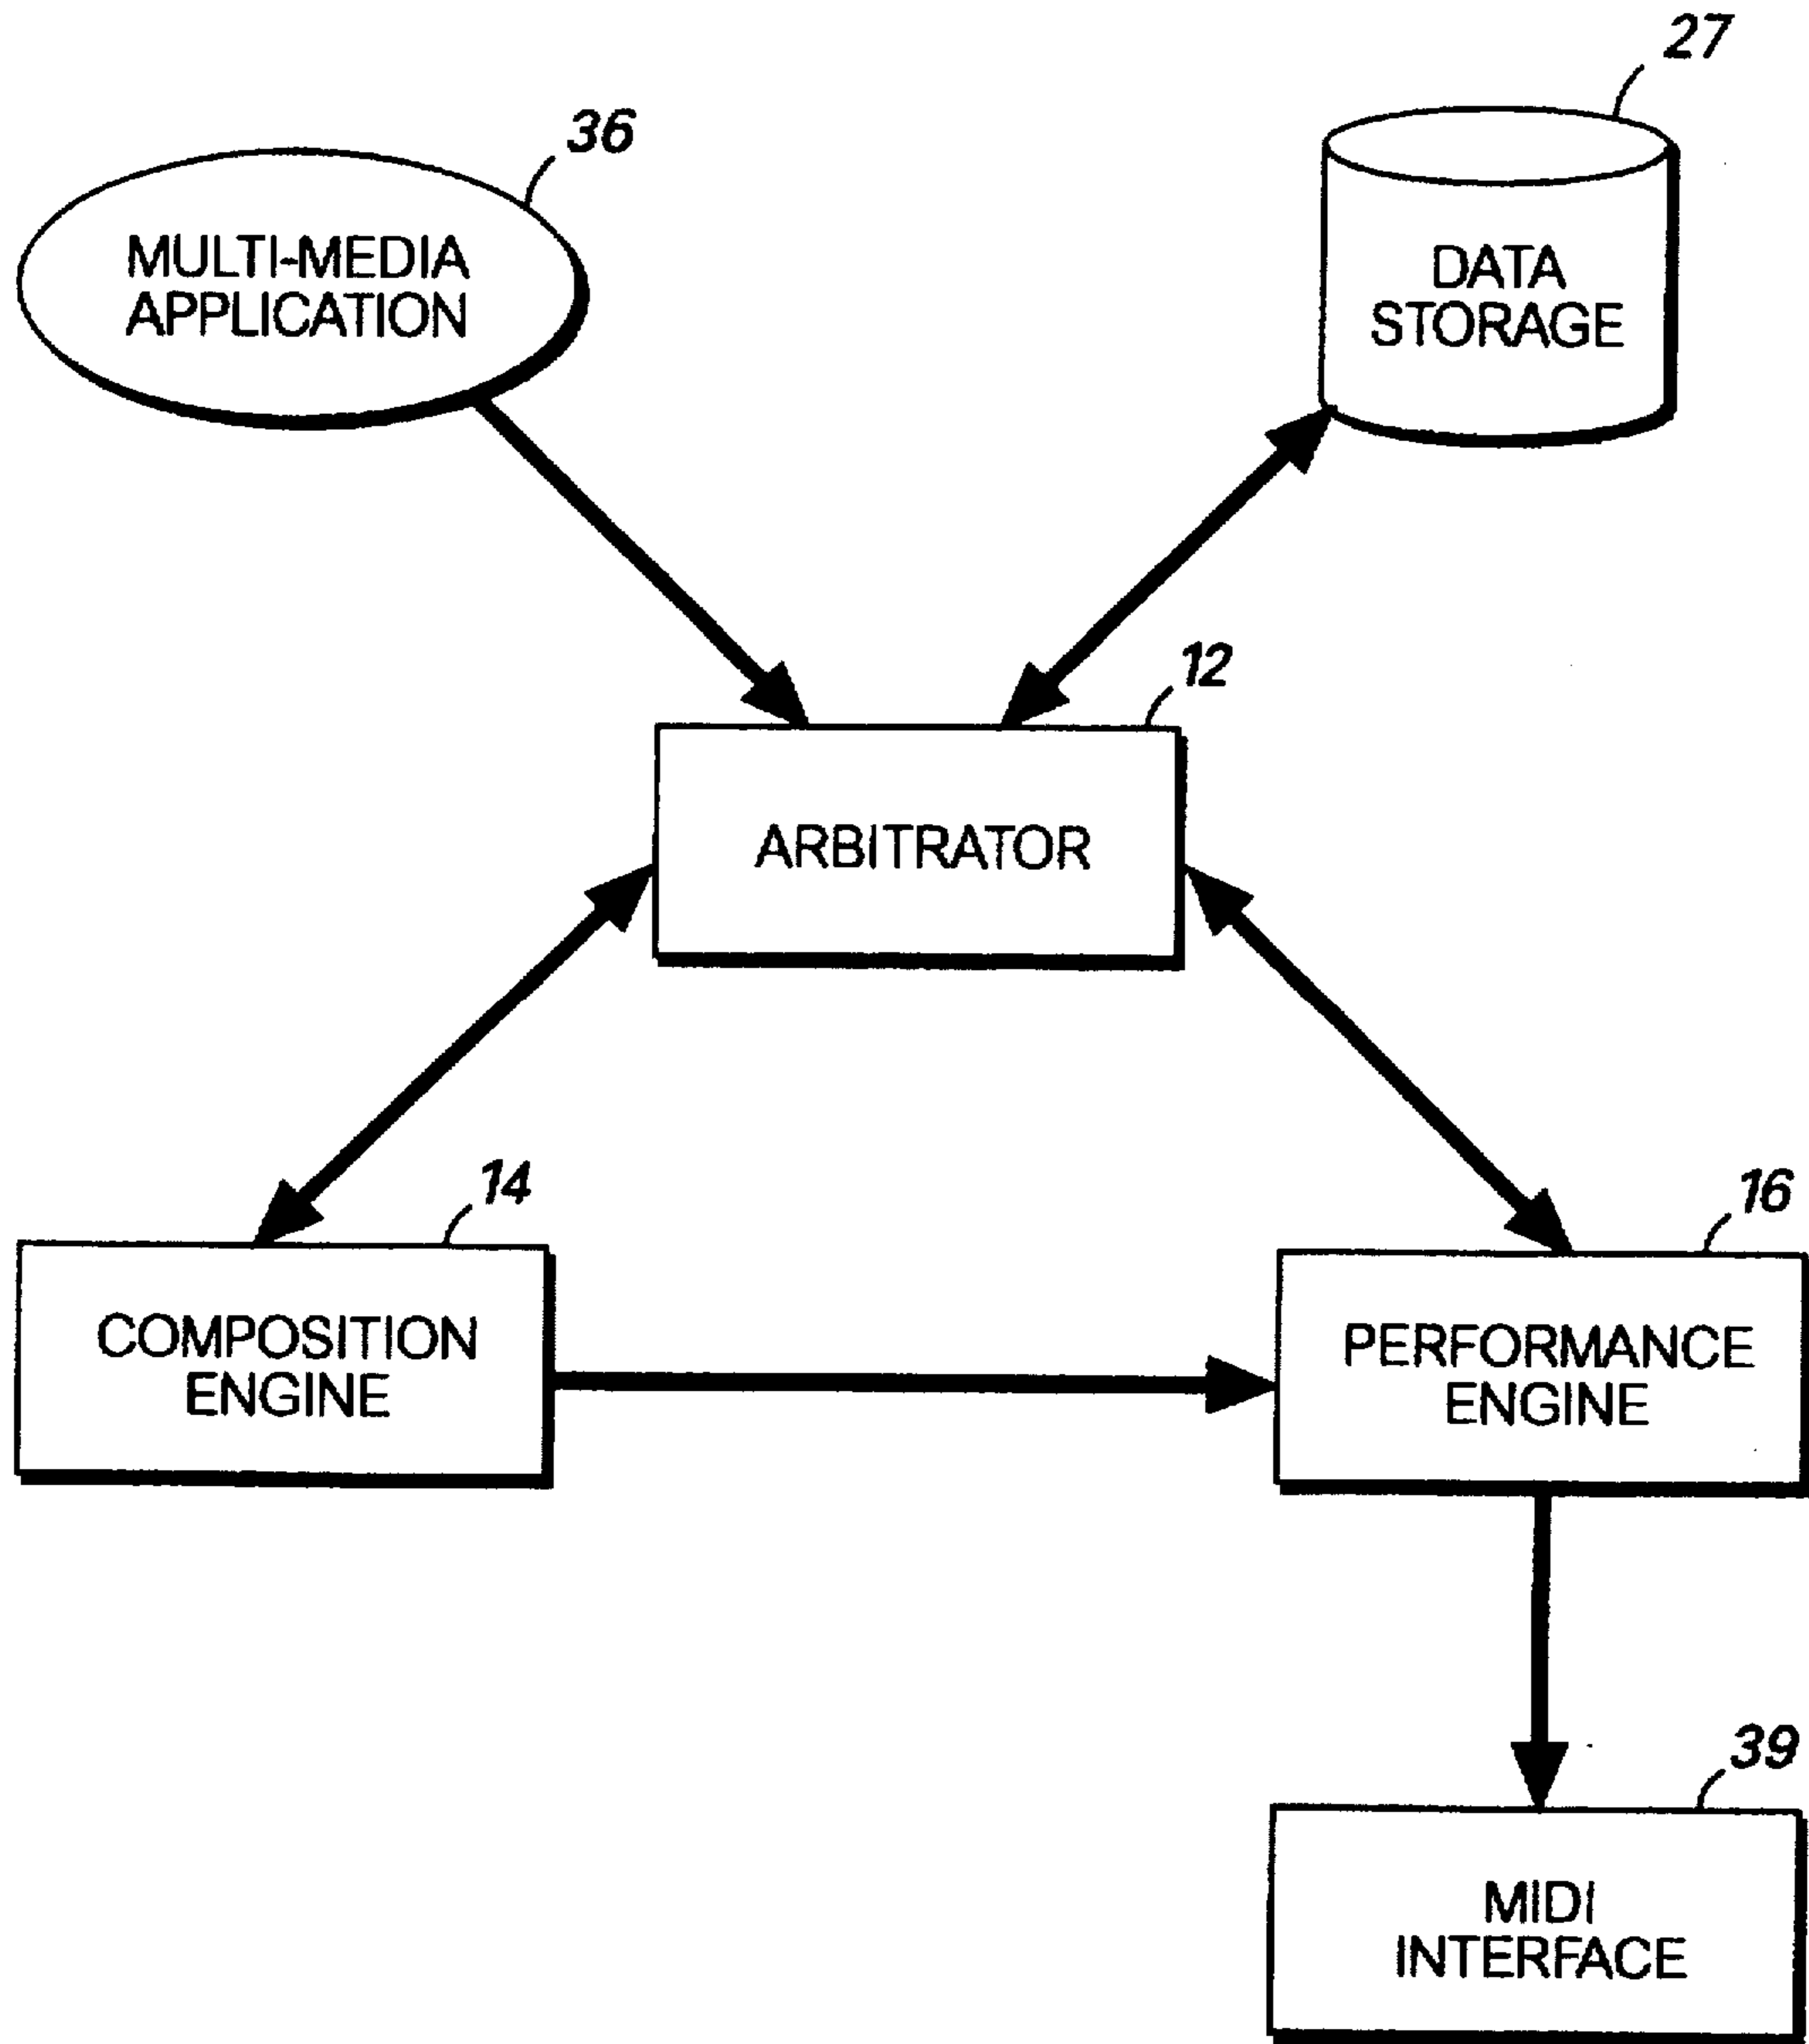 27
36
MULTI-MEDIA
APPLICATION
DATA
STORAGE
12
ARBITRATOR
14
16
COMPOSITION
ENGINE
PERFORMANCE
ENGINE
39
MIDI
INTERFACE